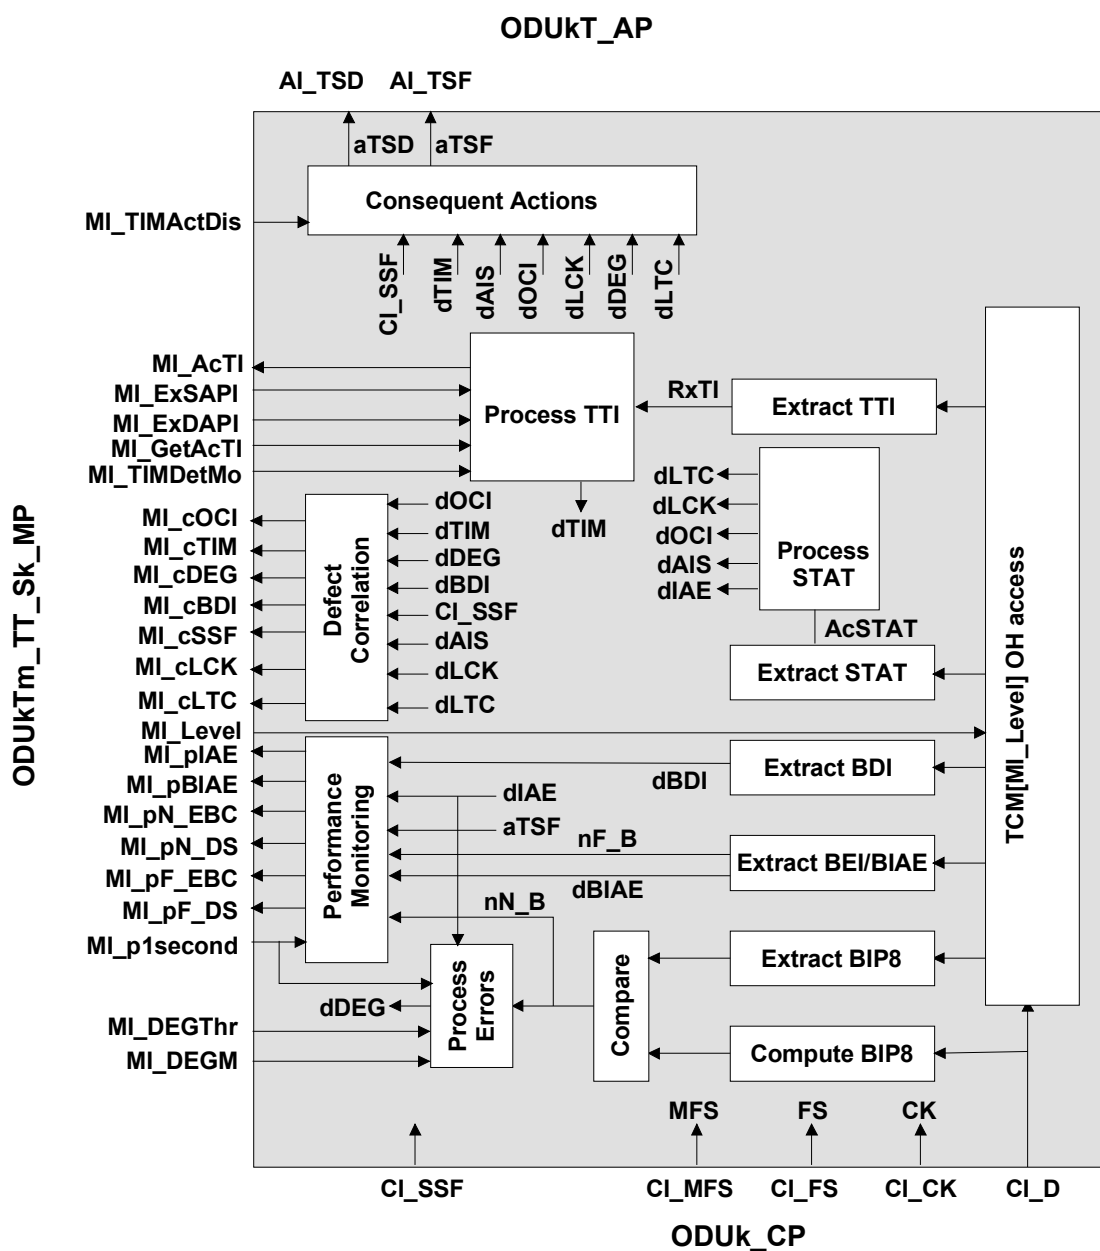 ODUkT_AP
AI_TSD
AI_TSF
aTSD
aTSF
Consequent Actions
MI_TIMActDis
CI_SSF
dTIM
dAIS
dOCI
dLCK
dDEG
dLTC
MI_AcTI
MI_ExSAPI
MI_ExDAPI
MI_GetAcTI
MI_TIMDetMo
Process TTI
RxTI
Extract TTI
dTIM
dLTC
dLCK
dOCI
dAIS
dIAE
Process
STAT
AcSTAT
Extract STAT
TCM[MI_Level] OH access
ODUkTm_TT_Sk_MP
MI_cOCI
MI_cTIM
MI_cDEG
MI_cBDI
MI_cSSF
MI_cLCK
MI_cLTC
Defect
Correlation
dOCI
dTIM
dDEG
dBDI
CI_SSF
dAIS
dLCK
dLTC
MI_Level
MI_pIAE
MI_pBIAE
MI_pN_EBC
MI_pN_DS
MI_pF_EBC
MI_pF_DS
MI_p1second
Performance
Monitoring
dBDI
Extract BDI
dIAE
aTSF
nF_B
Extract BEI/BIAE
dBIAE
nN_B
Extract BIP8
Compare
Process
Errors
dDEG
MI_DEGThr
MI_DEGM
Compute BIP8
MFS
FS
CK
CI_SSF
CI_MFS
CI_FS
CI_CK
CI_D
ODUk_CP